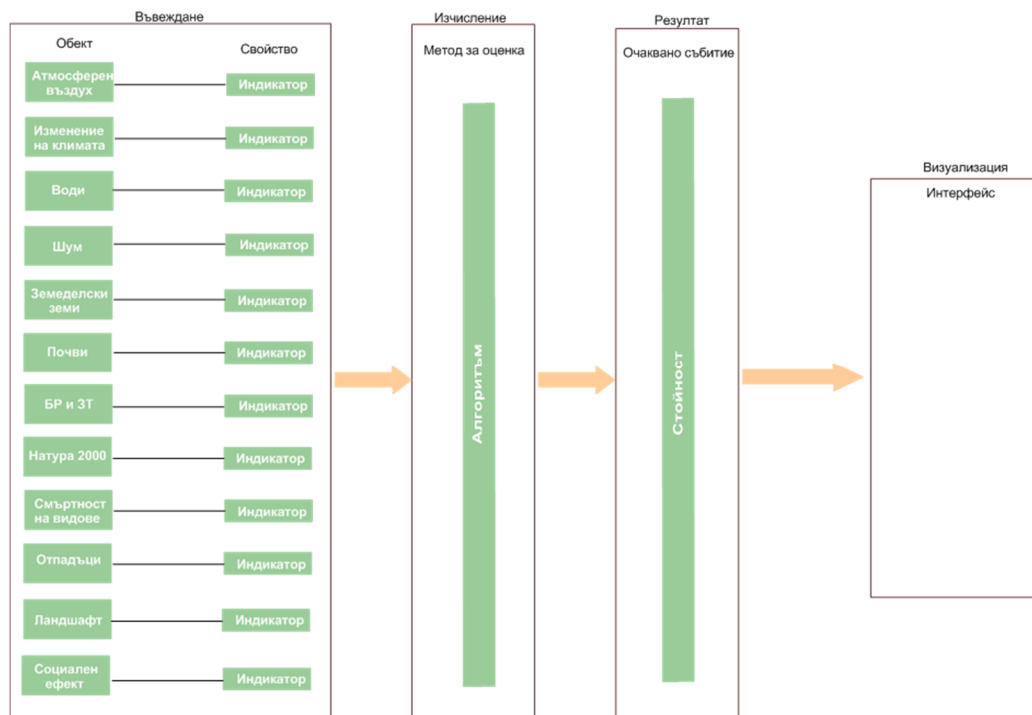 Въвеждане
Обект
Свойство
Атмосферен
въздух
Индикатор
Изменение
на климата
Индикатор
Води
Индикатор
Шум
Индикатор
Земеделски
земи
Индикатор
Почви
Индикатор
БР и ЗТ
Индикатор
Натура 2000
Индикатор
Смъртност
на видове
Индикатор
Отпадъци
Индикатор
Ландшафт
Индикатор
Социален
ефект
Индикатор
Изчисление
Метод за оценка
Алгоритъм
Резултат
Очаквано събитие
Стойност
Визуализация
Интерфейс